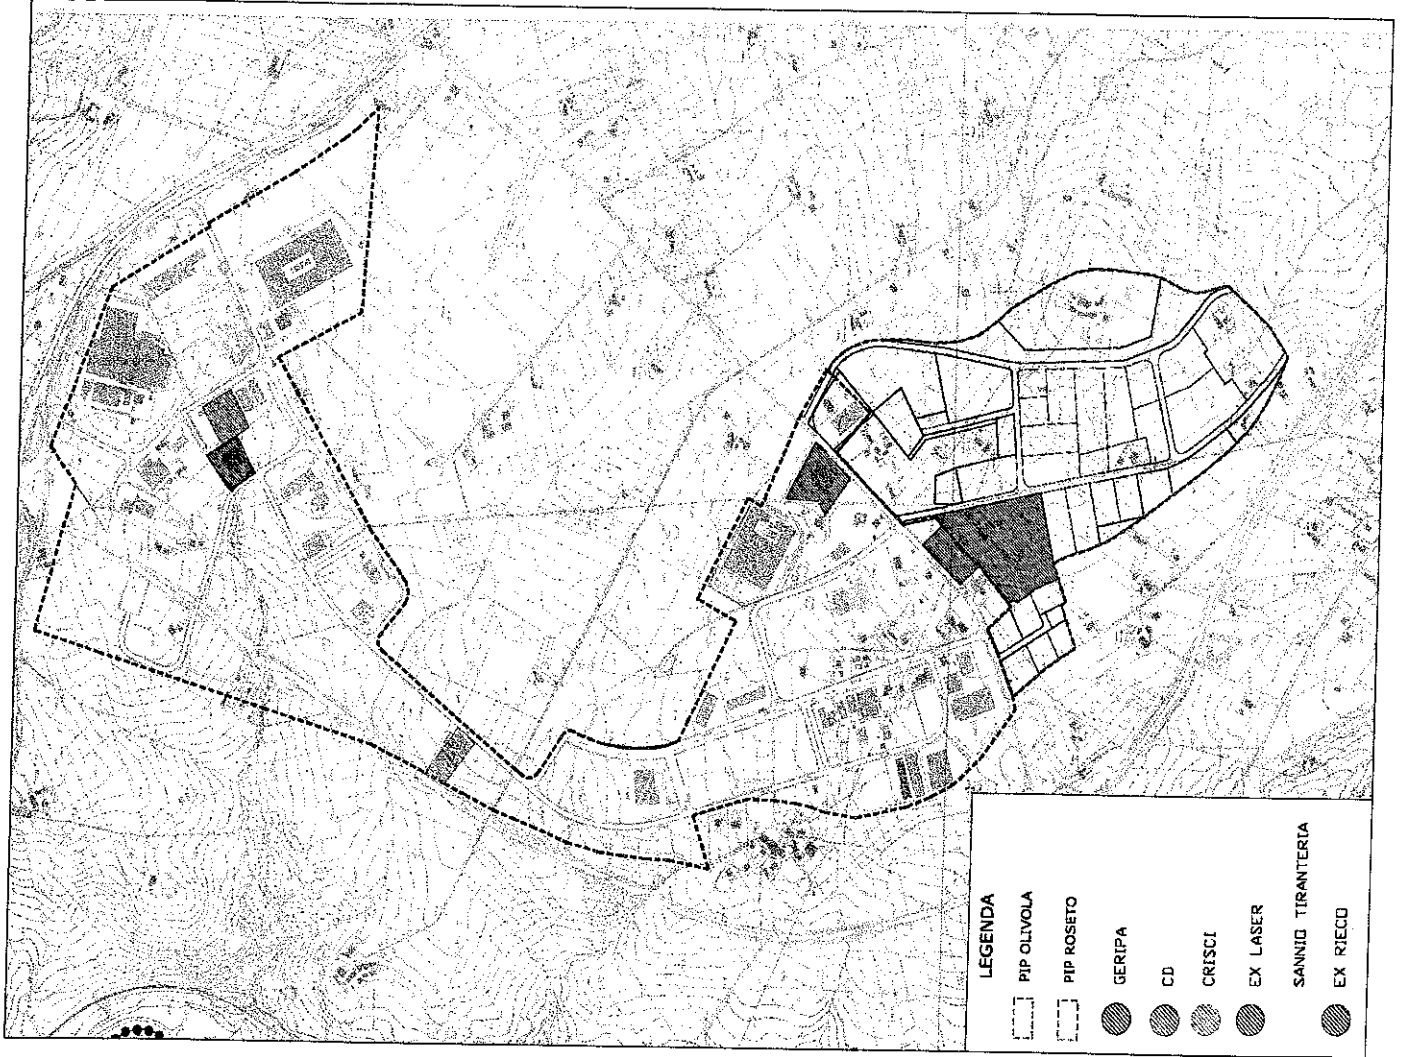 LEGENDA
PIP OLIVOLA
PIP ROSETO
GERIPA
CD
CRISCI
EX LASER
SANNIO TIRANTERIA
EX RIECO